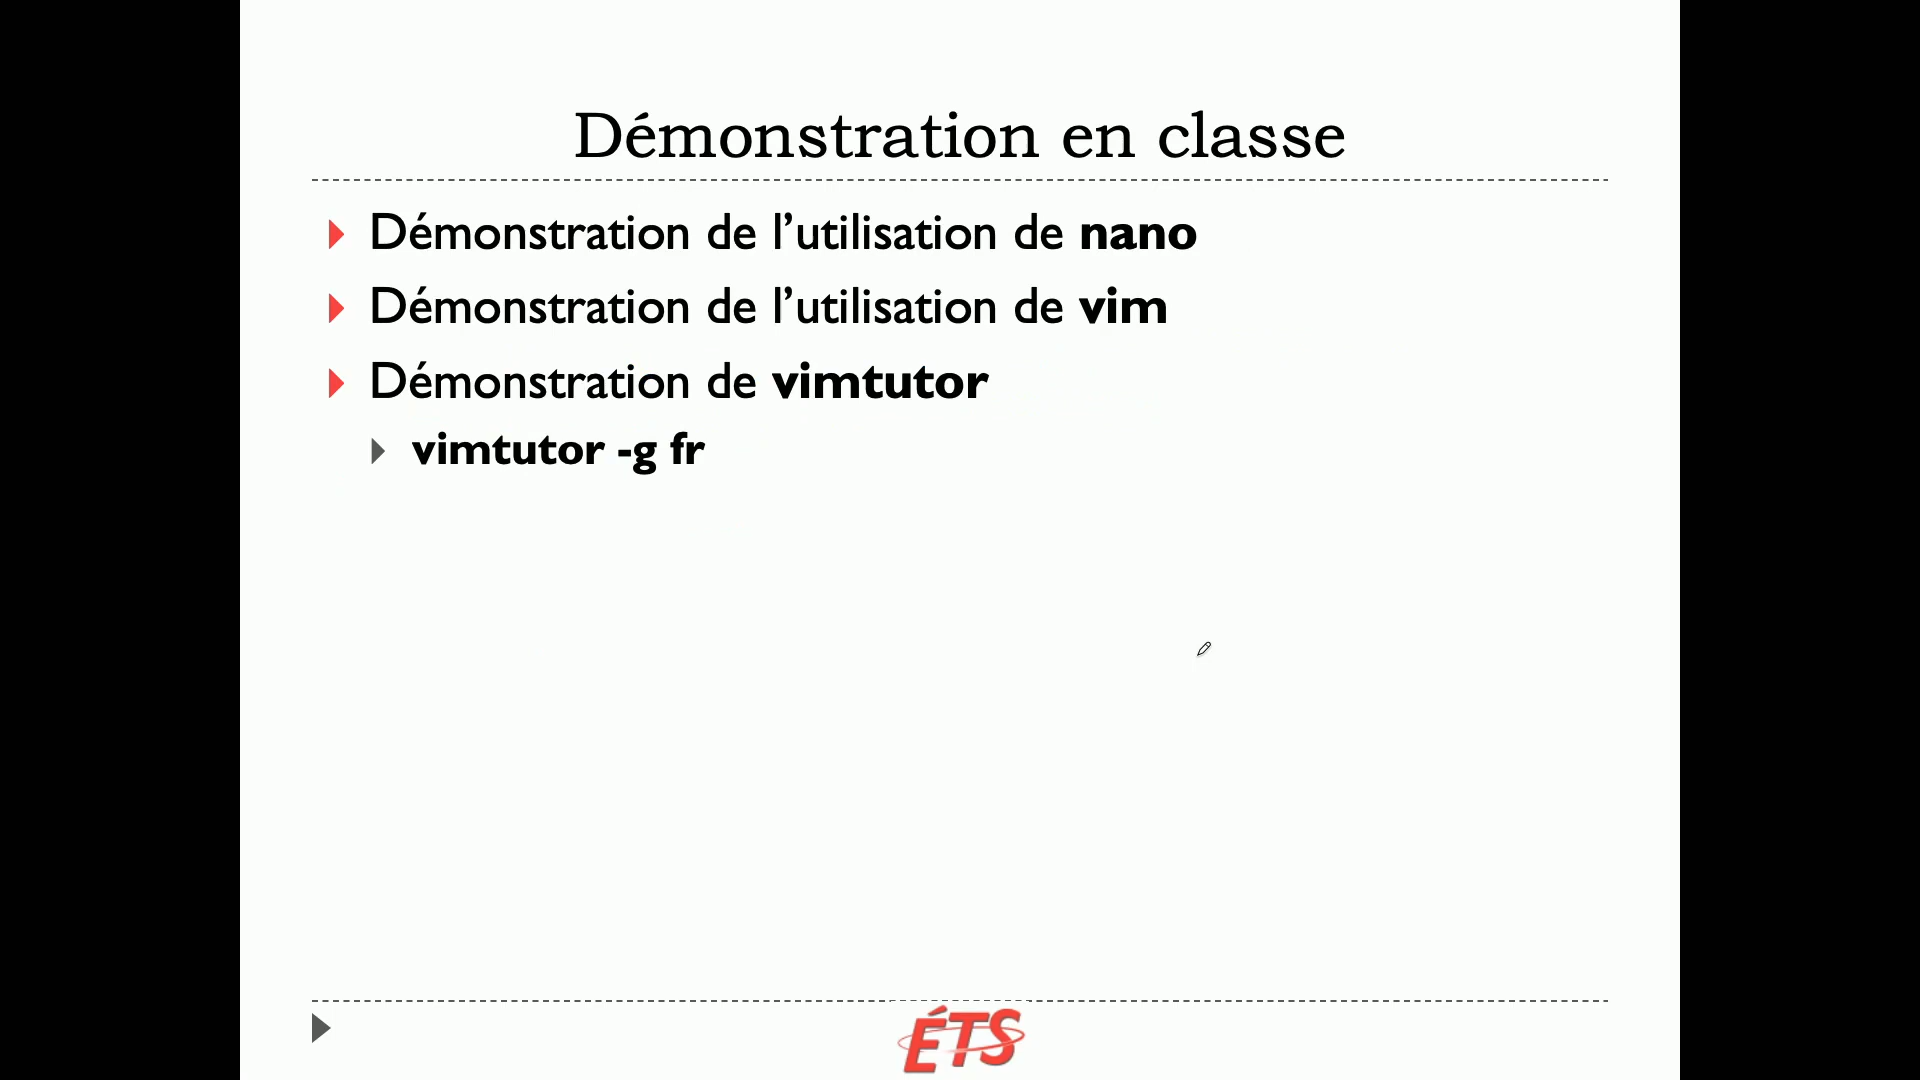 Démonstration en classe
Démonstration de l’utilisation de nano
Démonstration de l’utilisation de vim
Démonstration de vimtutor
vimtutor -g fr
ÉTS